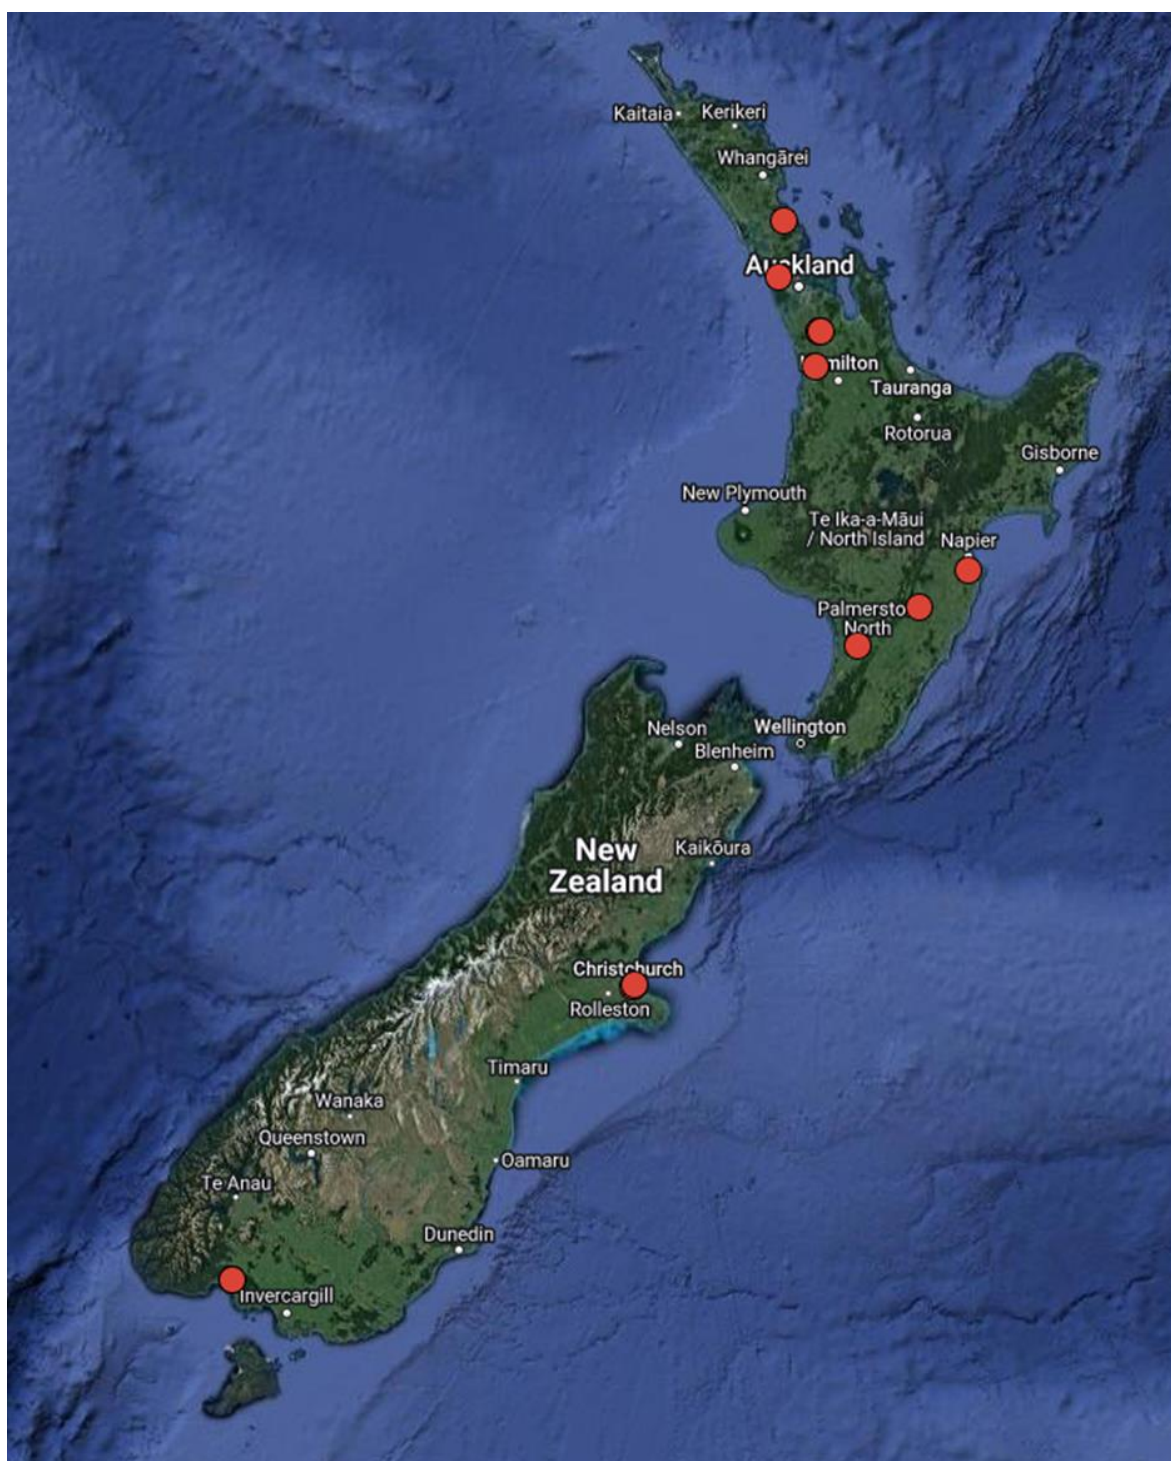 Kaitaia
Kerikeri
Whangārei
Auckland
Hamilton
Tauranga
Rotorua
Gisborne
New Plymouth
Te Ika-a-Māui
/ North Island
Napier
Palmersto
North
Nelson
Wellington
Blenheim
New
Zealand
Kaikōura
Christchurch
Rolleston
Timaru
Wanaka
Queenstown
Oamaru
Te Anau
Dunedin
Invercargill